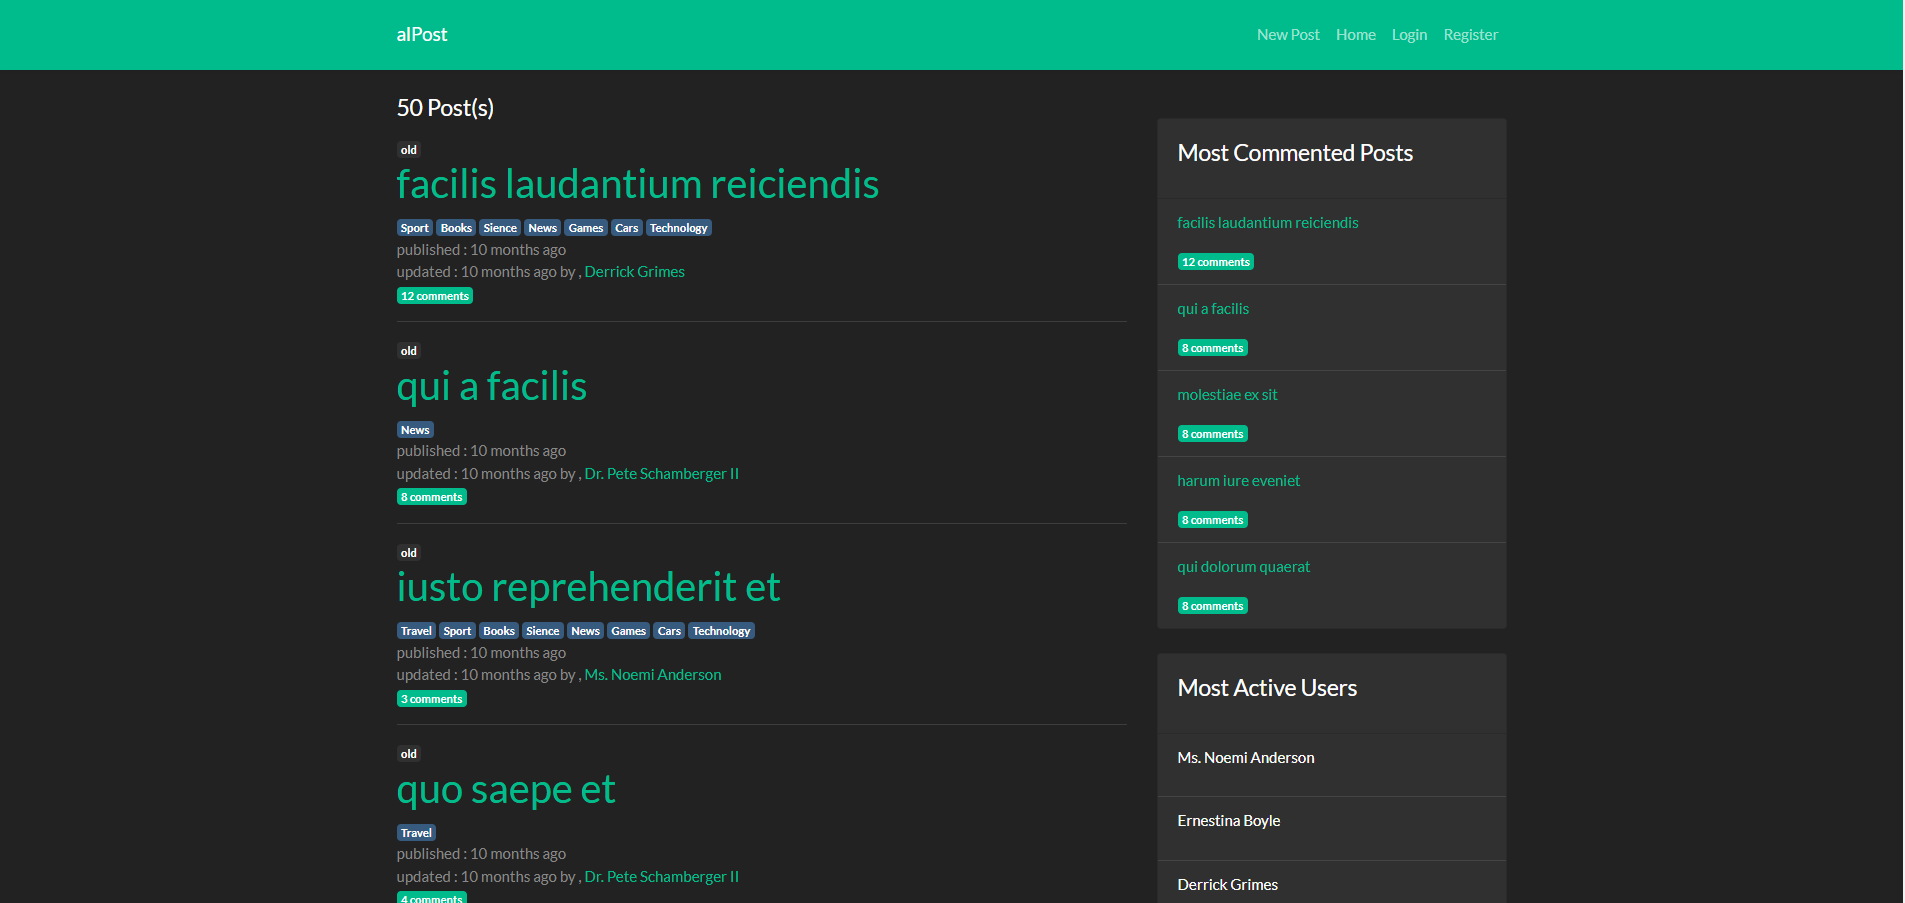 alPost
New Post Home Login Register
50 Post(s)
old
facilis laudantium reiciendis
Sport Books Sience News Games Cars Technology
published : 10 months ago
updated : 10 months ago by , Derrick Grimes
12 comments
old
qui a facilis
News
published : 10 months ago
updated : 10 months ago by , Dr. Pete Schamberger II
8 comments
old
iusto reprehenderit et
Travel Sport Books Sience News Games Cars Technology
published : 10 months ago
updated : 10 months ago by , Ms. Noemi Anderson
3 comments
old
quo saepe et
Travel
published : 10 months ago
updated : 10 months ago by , Dr. Pete Schamberger II
4 comments
Most Commented Posts
facilis laudantium reiciendis
12 comments
qui a facilis
8 comments
molestiae ex sit
8 comments
harum iure eveniet
8 comments
qui dolorum quaerat
8 comments
Most Active Users
Ms. Noemi Anderson
Ernestina Boyle
Derrick Grimes